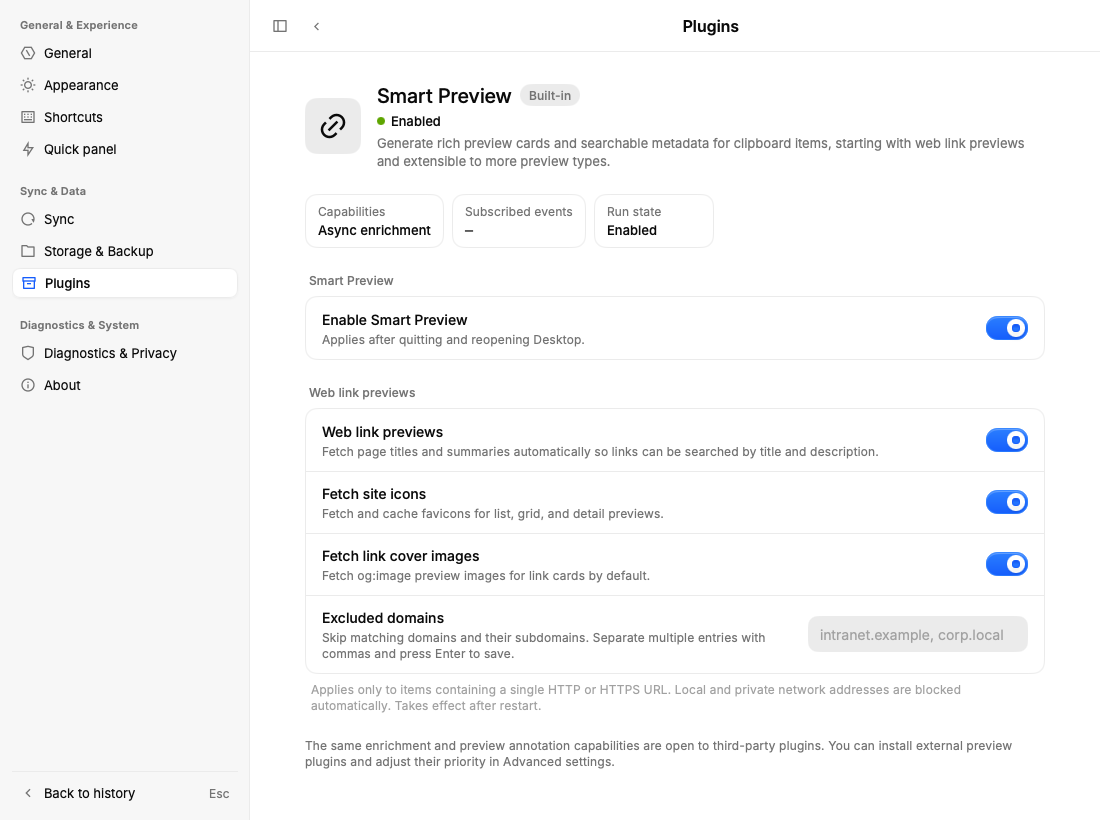 General & Experience
General
Appearance
Shortcuts
Quick panel
Sync & Data
Sync
Storage & Backup
Plugins
Diagnostics & System
Diagnostics & Privacy
About
Back to history
Esc
Plugins
Smart Preview
Built-in
Enabled
Generate rich preview cards and searchable metadata for clipboard items, starting with web link previews
and extensible to more preview types.
Capabilities
Async enrichment
Subscribed events
–
Run state
Enabled
Smart Preview
Enable Smart Preview
Applies after quitting and reopening Desktop.
Web link previews
Web link previews
Fetch page titles and summaries automatically so links can be searched by title and description.
Fetch site icons
Fetch and cache favicons for list, grid, and detail previews.
Fetch link cover images
Fetch og:image preview images for link cards by default.
Excluded domains
Skip matching domains and their subdomains. Separate multiple entries with
commas and press Enter to save.
intranet.example, corp.local
Applies only to items containing a single HTTP or HTTPS URL. Local and private network addresses are blocked
automatically. Takes effect after restart.
The same enrichment and preview annotation capabilities are open to third-party plugins. You can install external preview
plugins and adjust their priority in Advanced settings.